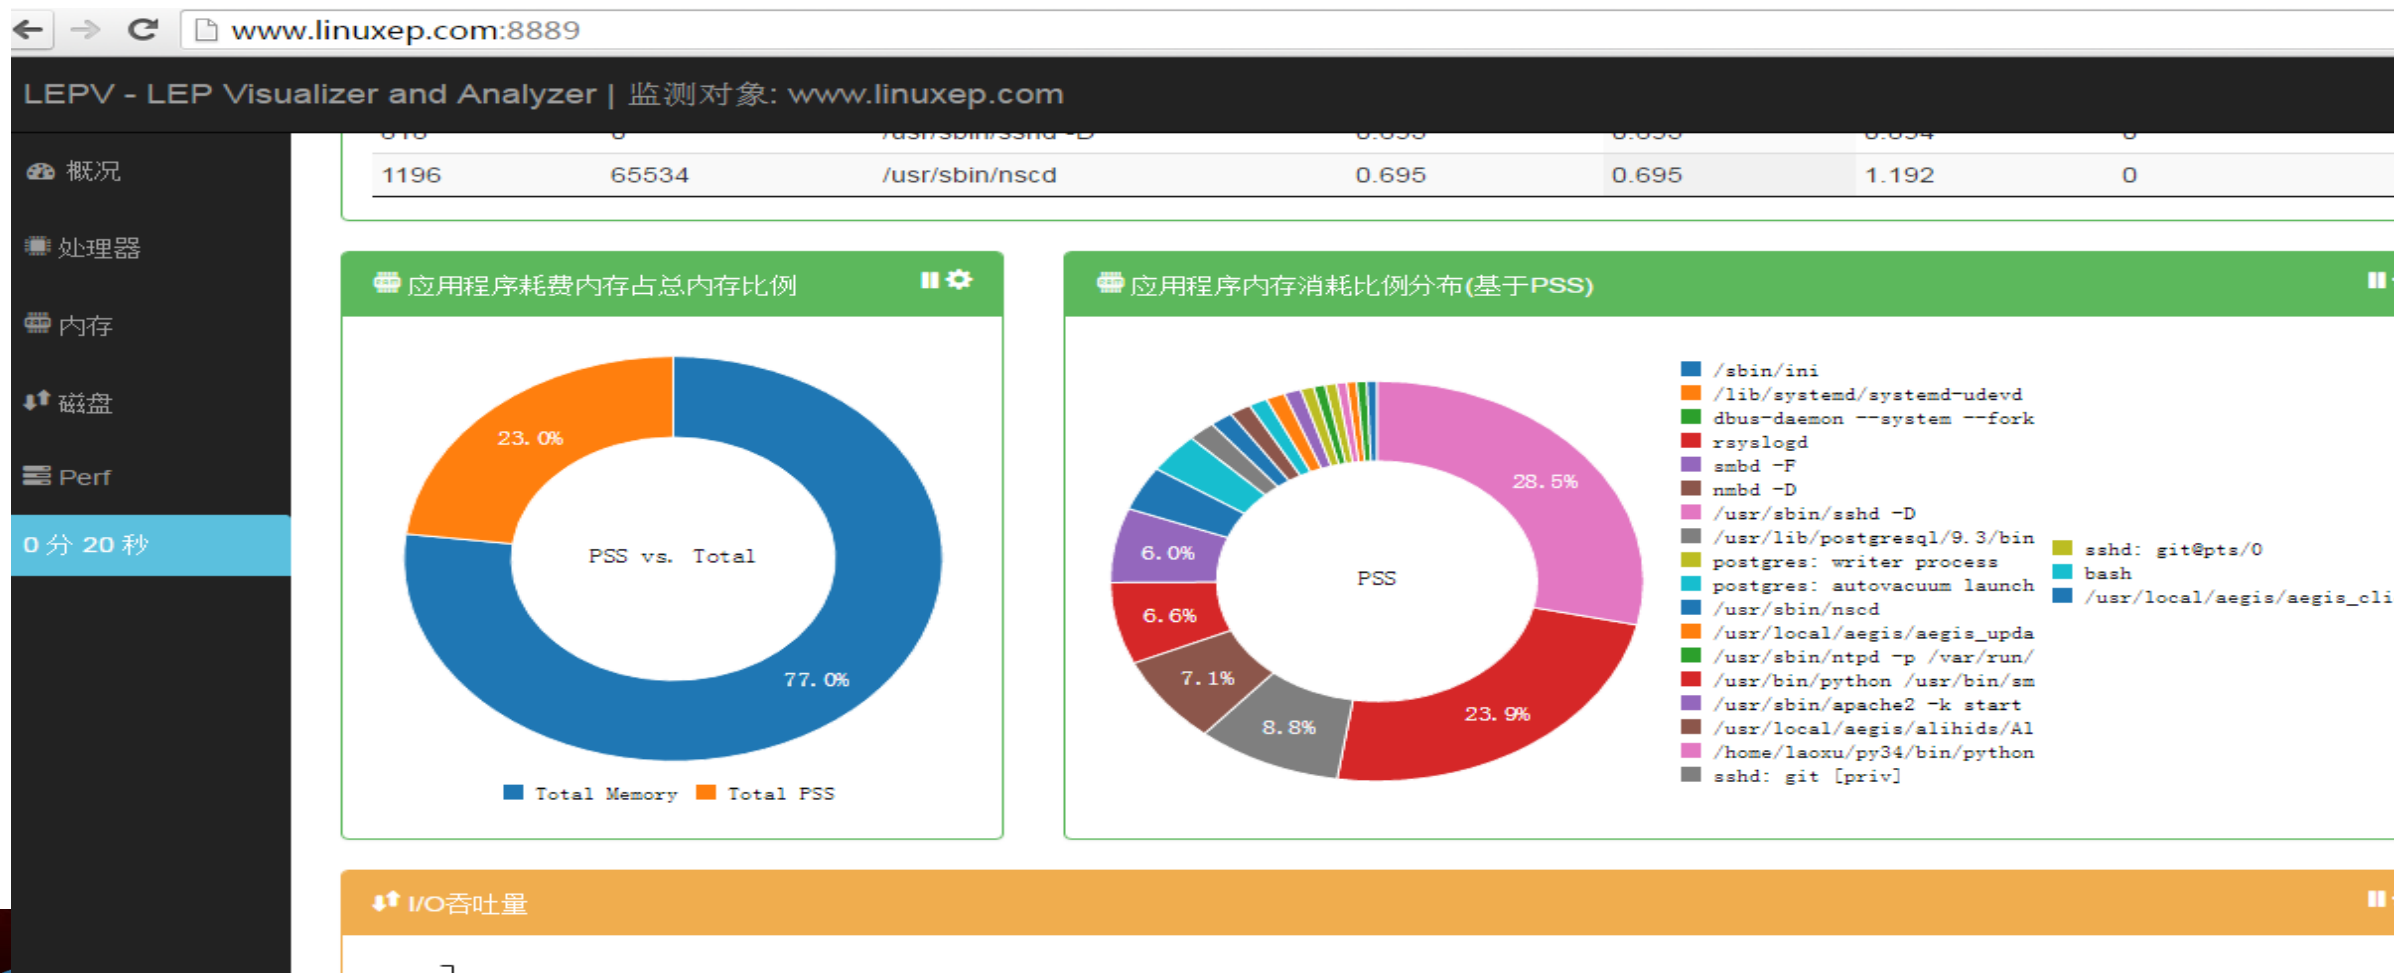 www.linuxep.com:8889
LEPV - LEP Visualizer and Analyzer | 监测对象: www.linuxep.com
概况
处理器
内存
磁盘
Perf
0 分 20 秒
/usr/sbin/sshd -D
1196 65534 /usr/sbin/nscd 0.695 0.695 1.192 0
应用程序耗费内存占总内存比例
23.0%
PSS vs. Total
77.0%
Total Memory Total PSS
应用程序内存消耗比例分布(基于PSS)
28.5%
6.0%
PSS
6.6%
7.1%
23.9%
8.8%
/sbin/ini
/lib/systemd/systemd-udevd
dbus-daemon --system --fork
rsyslogd
smbd -F
nmbd -D
/usr/sbin/sshd -D
/usr/lib/postgresql/9.3/bin
postgres: writer process
postgres: autovacuum launch
/usr/sbin/nscd
/usr/local/aegis/aegis_upda
/usr/sbin/ntpd -p /var/run/
/usr/bin/python /usr/bin/sm
/usr/sbin/apache2 -k start
/usr/local/aegis/alihids/Al
/home/laoxu/py34/bin/python
sshd: git [priv]
sshd: git@pts/0
bash
/usr/local/aegis/aegis_cli
I/O吞吐量